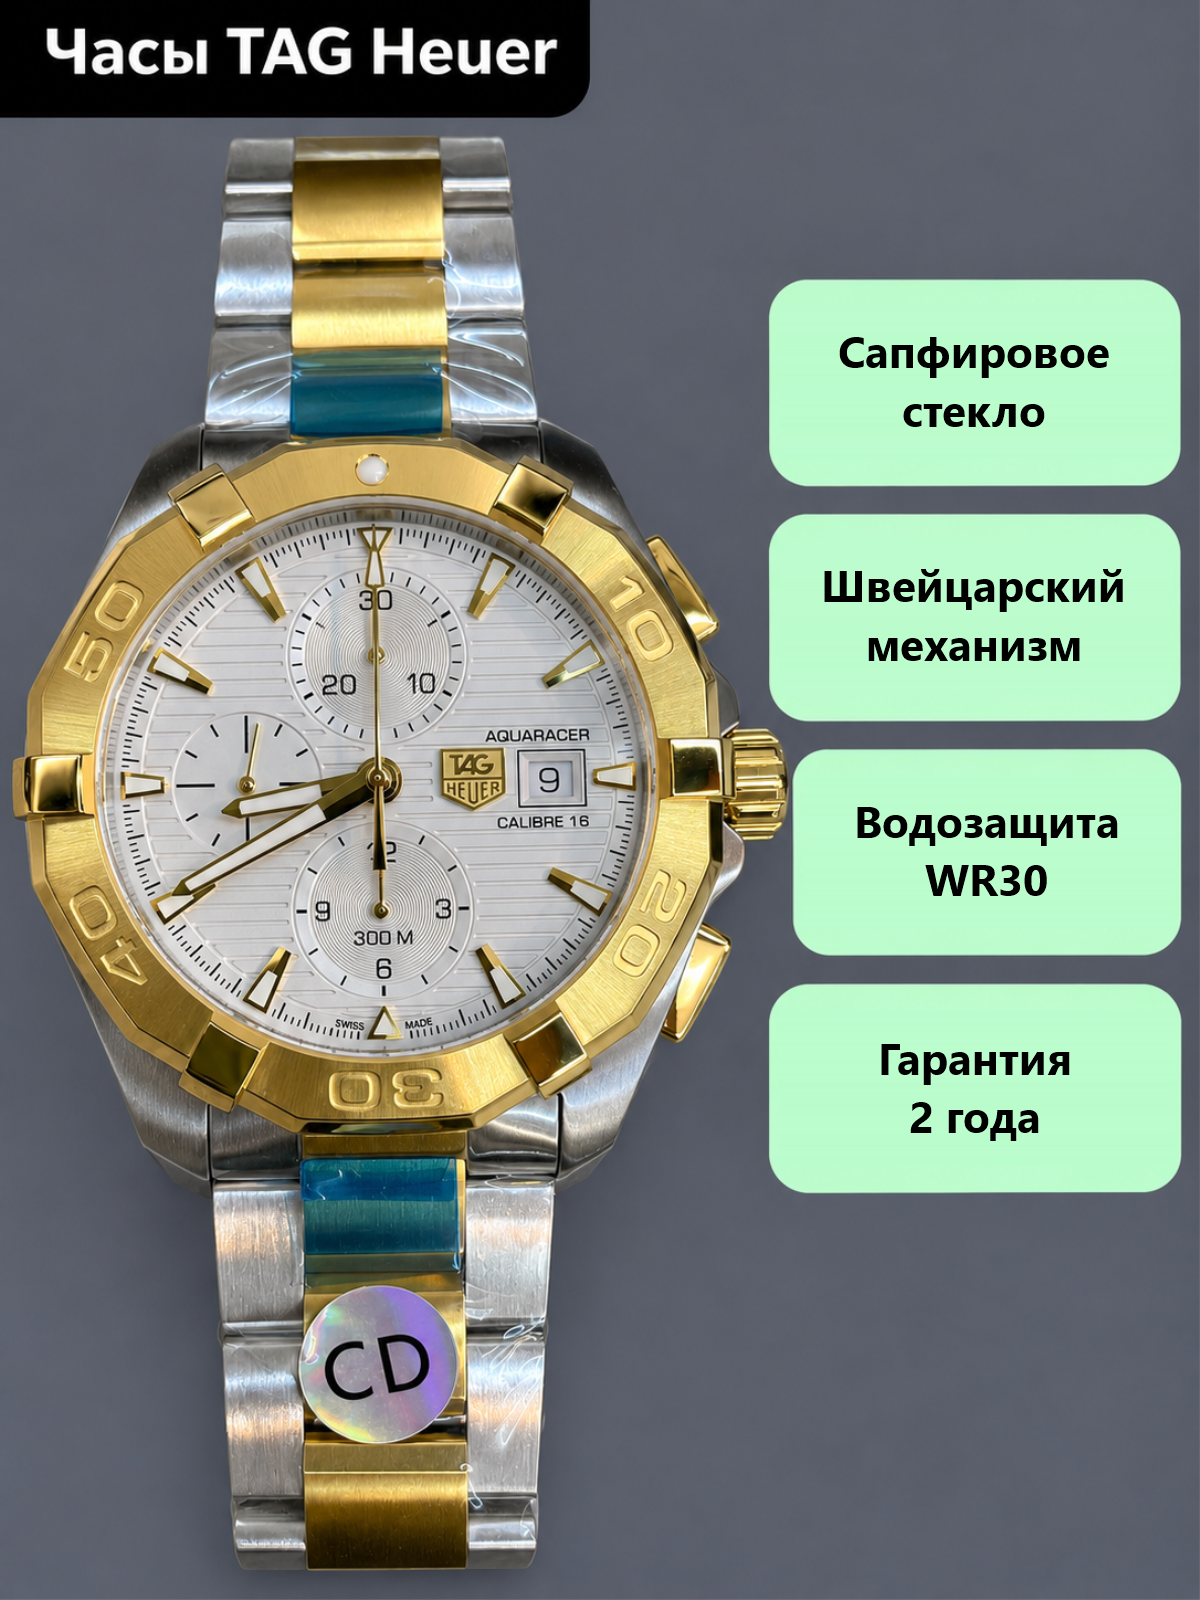 Часы TAG Heuer
Сапфировое
стекло
Швейцарский
механизм
Водозащита
WR30
Гарантия
2 года
50
10
40
20
30
30
20
10
AQUARACER
TAG
HEUER
9
CALIBRE 16
12
9
3
300 M
6
SWISS MADE
CD